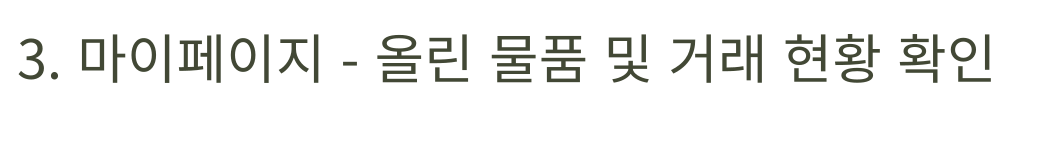 3. 마이페이지 - 올린 물품 및 거래 현황 확인